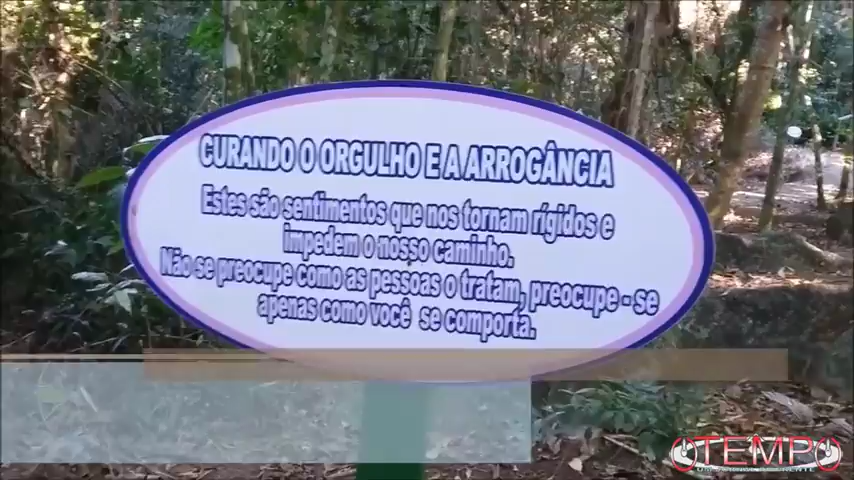 CURANDO O ORGULHO E A ARROGÂNCIA
Estes são sentimentos que nos tornam rígidos e
impedem o nosso caminho.
Não se preocupe como as pessoas o tratam, preocupe - se
apenas como você se comporta.
TEMPO